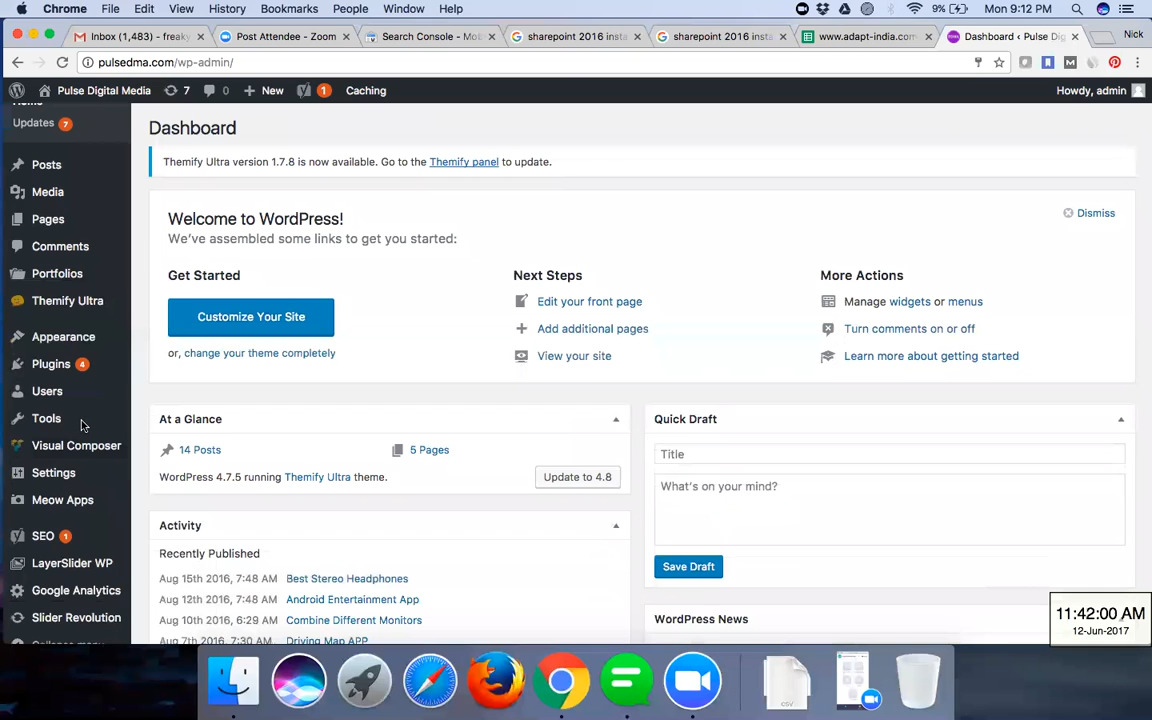 Chrome File Edit View History Bookmarks People Window Help 9% Mon 9:12 PM
Inbox (1,483) - freaky × Post Attendee - Zoom × Search Console - Mob × sharepoint 2016 insta × sharepoint 2016 insta × www.adapt-india.com × Dashboard ‹ Pulse Dig × Nick
pulsedma.com/wp-admin/
Pulse Digital Media 7 0 New 1 Caching Howdy, admin
Updates 7
Posts
Media
Pages
Comments
Portfolios
Themify Ultra
Appearance
Plugins 4
Users
Tools
Visual Composer
Settings
Meow Apps
SEO 1
LayerSlider WP
Google Analytics
Slider Revolution
Dashboard
Themify Ultra version 1.7.8 is now available. Go to the Themify panel to update.
Welcome to WordPress!
Dismiss
We've assembled some links to get you started:
Get Started
Customize Your Site
or, change your theme completely
Next Steps
Edit your front page
Add additional pages
View your site
More Actions
Manage widgets or menus
Turn comments on or off
Learn more about getting started
At a Glance
14 Posts 5 Pages
WordPress 4.7.5 running Themify Ultra theme. Update to 4.8
Activity
Recently Published
Aug 15th 2016, 7:48 AM Best Stereo Headphones
Aug 12th 2016, 7:48 AM Android Entertainment App
Aug 10th 2016, 6:29 AM Combine Different Monitors
Aug 7th 2016, 7:30 AM Driving Map APP
Quick Draft
Title
What's on your mind?
Save Draft
WordPress News
11:42:00 AM
12-Jun-2017
CSV